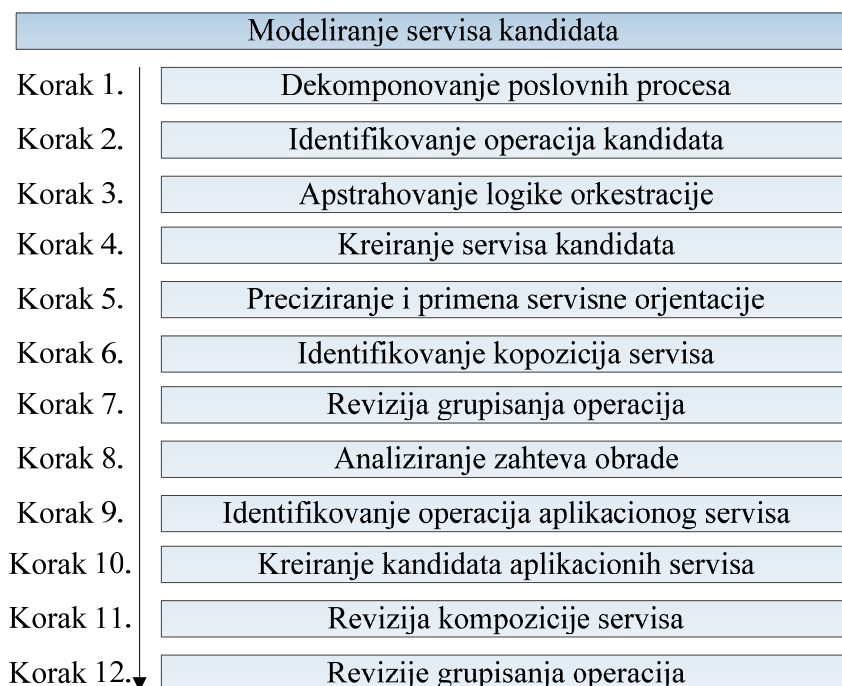 Modeliranje servisa kandidata
Korak 1. Dekomponovanje poslovnih procesa
Korak 2. Identifikovanje operacija kandidata
Korak 3. Apstrahovanje logike orkestracije
Korak 4. Kreiranje servisa kandidata
Korak 5. Preciziranje i primena servisne orjentacije
Korak 6. Identifikovanje kopozicija servisa
Korak 7. Revizija grupisanja operacija
Korak 8. Analiziranje zahteva obrade
Korak 9. Identifikovanje operacija aplikacionog servisa
Korak 10. Kreiranje kandidata aplikacionih servisa
Korak 11. Revizija kompozicije servisa
Korak 12. Revizije grupisanja operacija